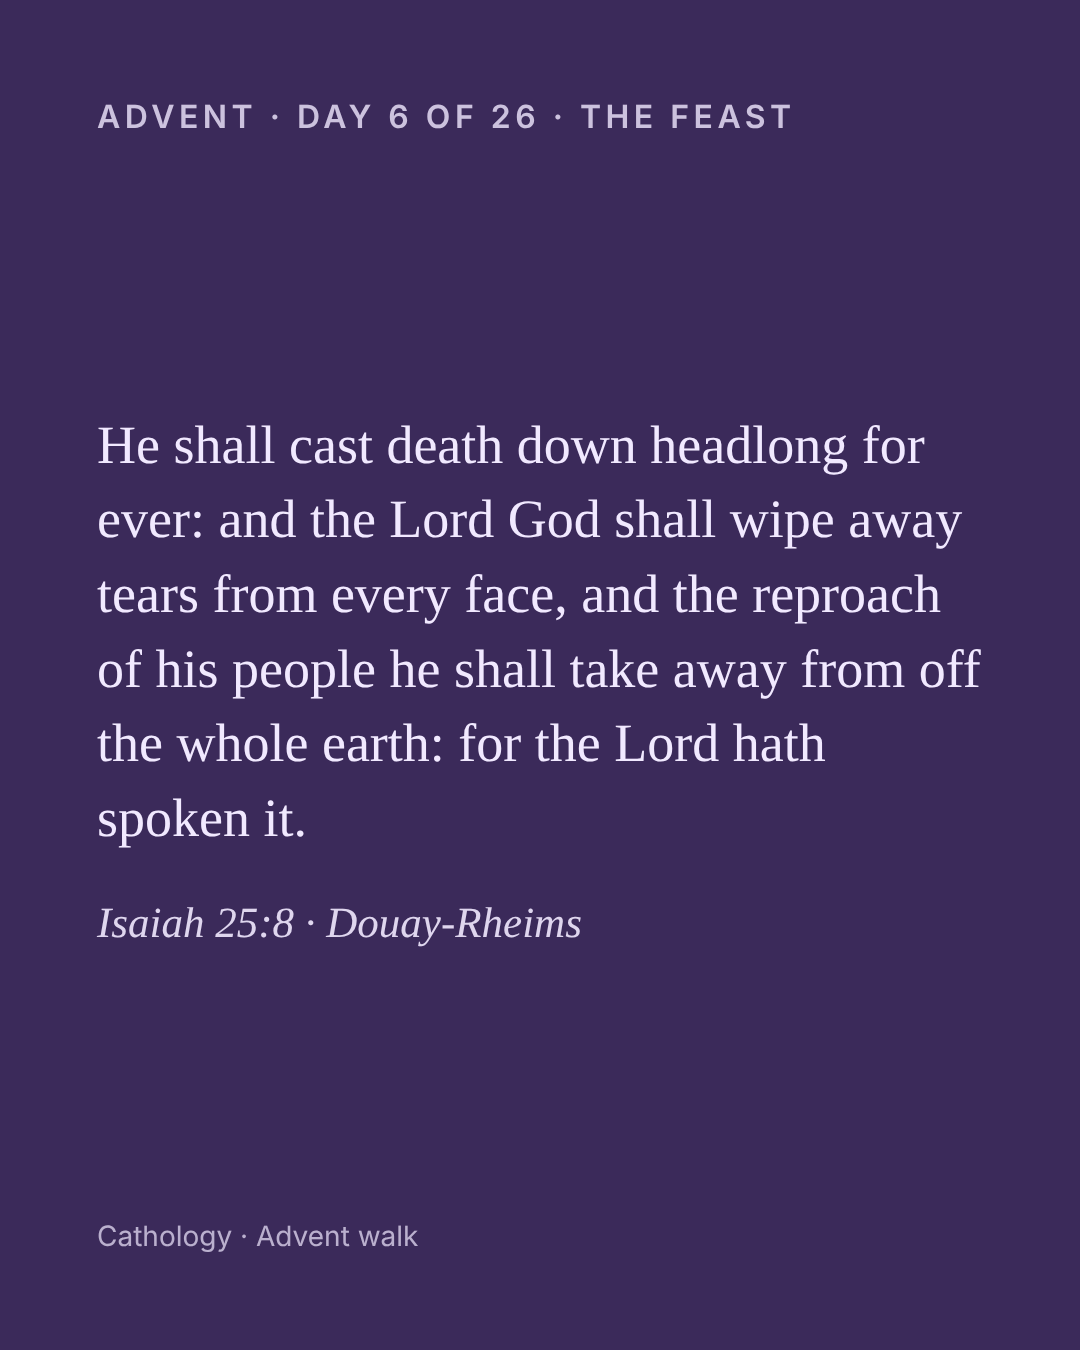 ADVENT · DAY 6 OF 26 · THE FEAST
He shall cast death down headlong for
ever: and the Lord God shall wipe away
tears from every face, and the reproach
of his people he shall take away from off
the whole earth: for the Lord hath
spoken it.
Isaiah 25:8 · Douay-Rheims
Cathology · Advent walk